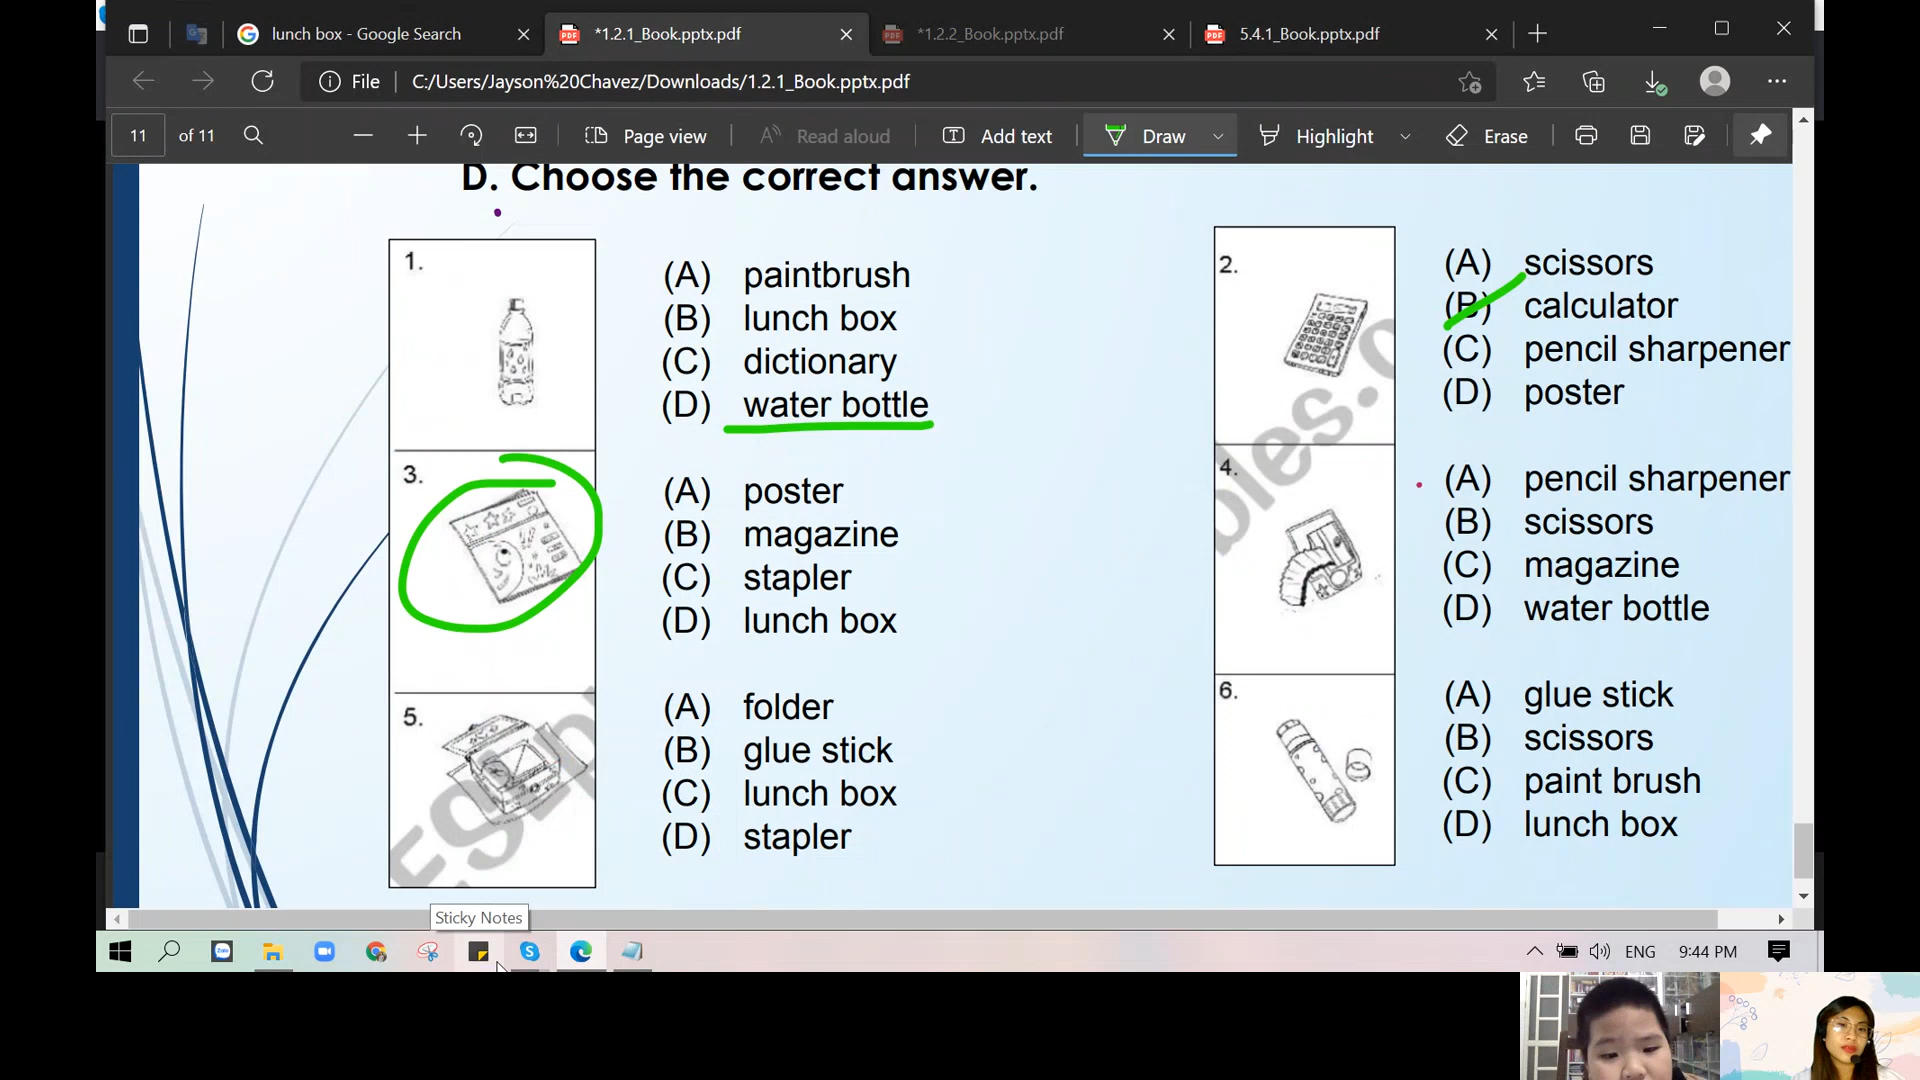 lunch box - Google Search
*1.2.1_Book.pptx.pdf
*1.2.2_Book.pptx.pdf
5.4.1_Book.pptx.pdf
File
C:/Users/Jayson%20Chavez/Downloads/1.2.1_Book.pptx.pdf
11 of 11
Page view
Read aloud
Add text
Draw
Highlight
Erase
D. Choose the correct answer.
1.
(A) paintbrush
(B) lunch box
(C) dictionary
(D) water bottle
2.
(A) scissors
(B) calculator
(C) pencil sharpener
(D) poster
3.
(A) poster
(B) magazine
(C) stapler
(D) lunch box
4.
(A) pencil sharpener
(B) scissors
(C) magazine
(D) water bottle
5.
(A) folder
(B) glue stick
(C) lunch box
(D) stapler
6.
(A) glue stick
(B) scissors
(C) paint brush
(D) lunch box
Sticky Notes
ENG
9:44 PM